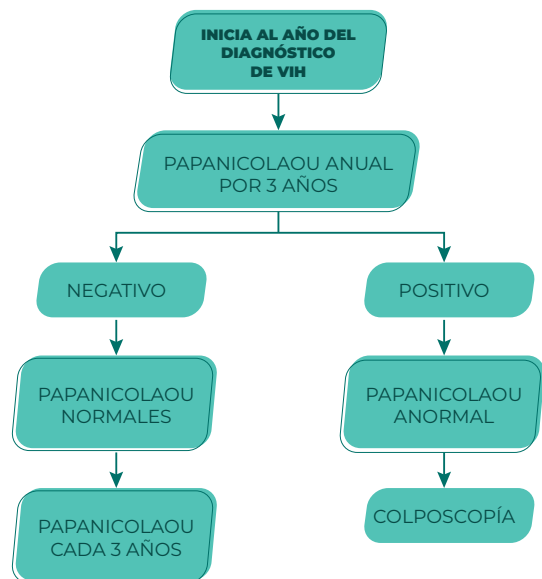 INICIA AL AÑO DEL
DIAGNÓSTICO
DE VIH
PAPANICOLAOU ANUAL
POR 3 AÑOS
NEGATIVO
POSITIVO
PAPANICOLAOU
NORMALES
PAPANICOLAOU
ANORMAL
PAPANICOLAOU
CADA 3 AÑOS
COLPOSCOPÍA